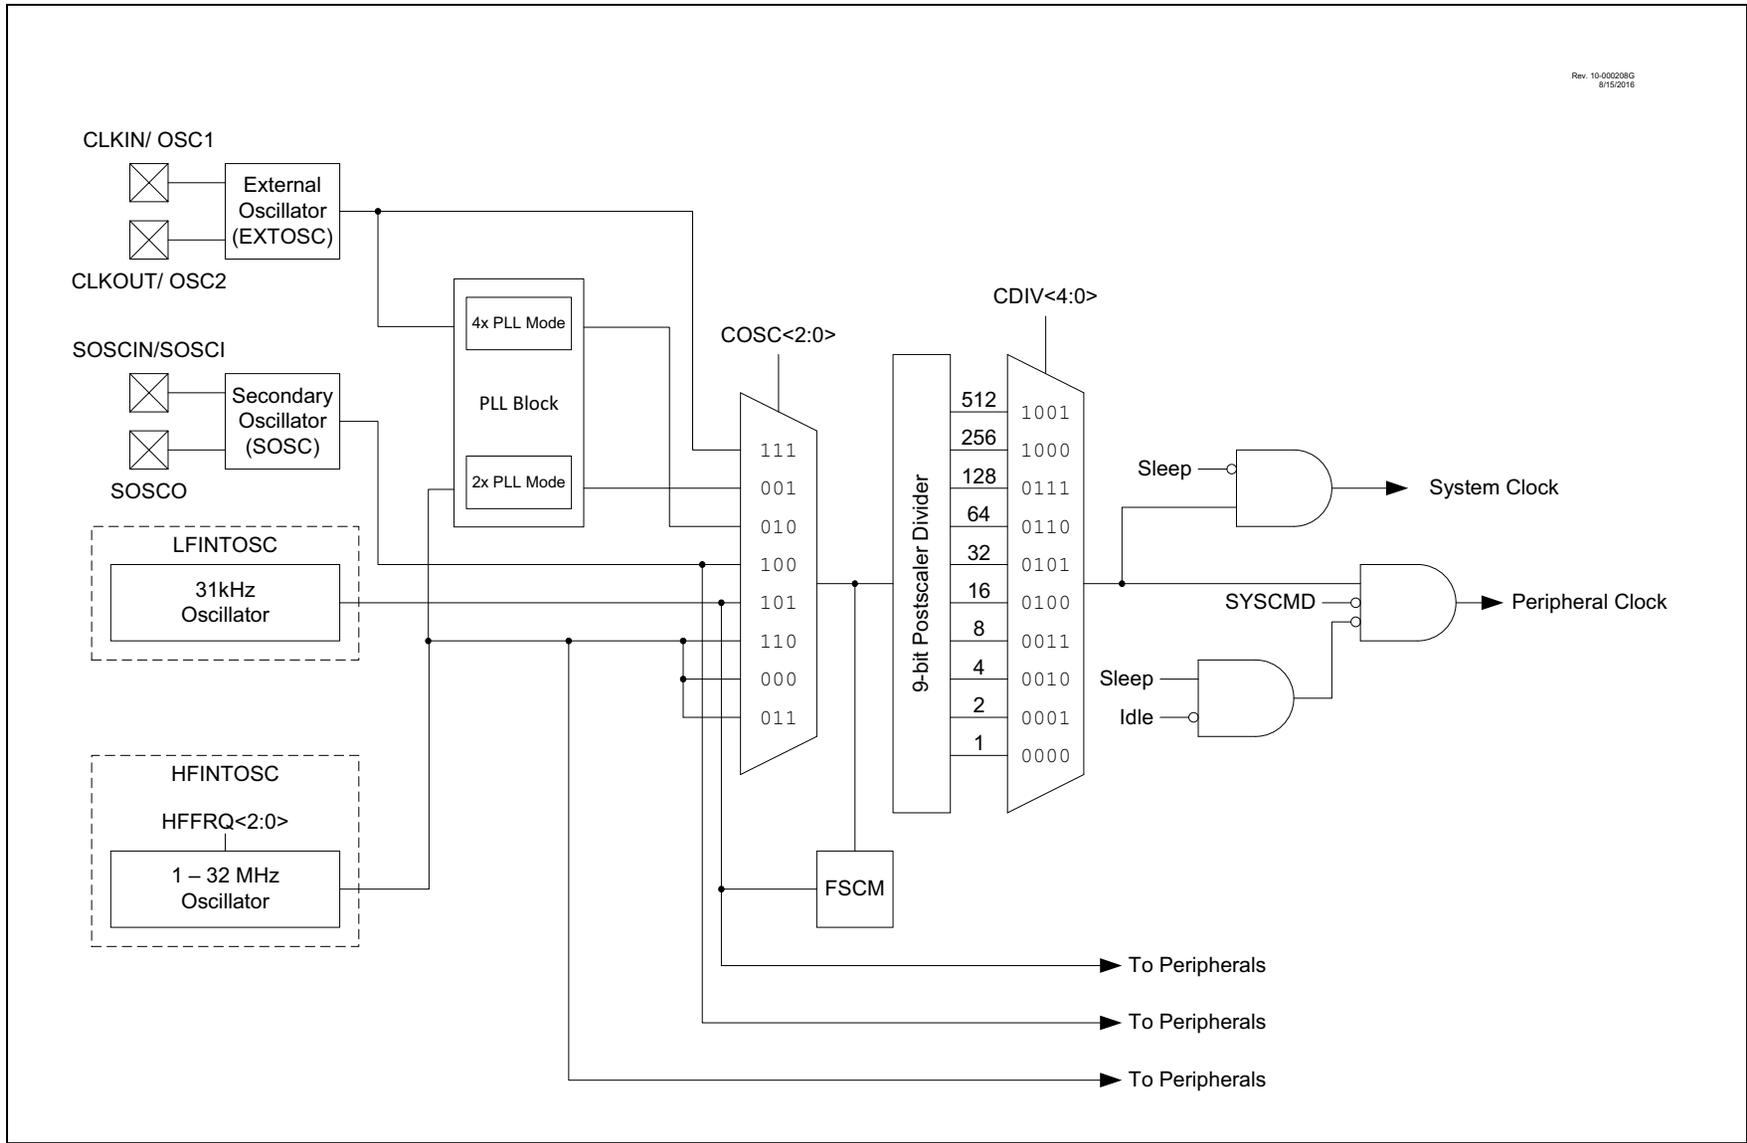 Rev. 10-000208G
8/15/2016
CLKIN/ OSC1
External
Oscillator
(EXTOSC)
CLKOUT/ OSC2
4x PLL Mode
PLL Block
2x PLL Mode
SOSCIN/SOSCI
Secondary
Oscillator
(SOSC)
SOSCO
LFINTOSC
31kHz
Oscillator
HFINTOSC
HFFRQ<2:0>
1 – 32 MHz
Oscillator
COSC<2:0>
111
001
010
100
101
110
000
011
FSCM
9-bit Postscaler Divider
CDIV<4:0>
512 1001
256 1000
128 0111
64 0110
32 0101
16 0100
8 0011
4 0010
2 0001
1 0000
Sleep
System Clock
SYSCMD
Peripheral Clock
Sleep
Idle
To Peripherals
To Peripherals
To Peripherals